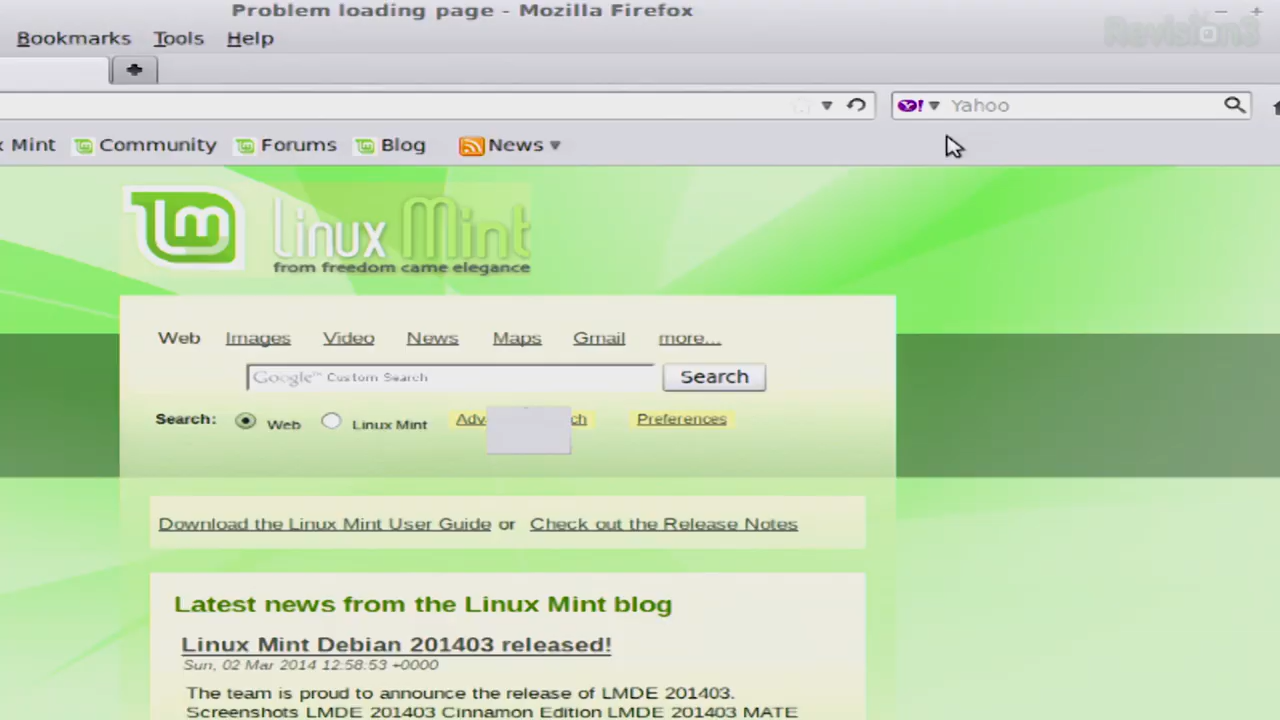 Problem loading page - Mozilla Firefox
Revision3
Bookmarks Tools Help
Y! Yahoo
x Mint Community Forums Blog News
lm Linux Mint
from freedom came elegance
Web Images Video News Maps Gmail more...
Google™ Custom Search Search
Search: Web Linux Mint Preferences
Download the Linux Mint User Guide or Check out the Release Notes
Latest news from the Linux Mint blog
Linux Mint Debian 201403 released!
Sun, 02 Mar 2014 12:58:53 +0000
The team is proud to announce the release of LMDE 201403.
Screenshots LMDE 201403 Cinnamon Edition LMDE 201403 MATE